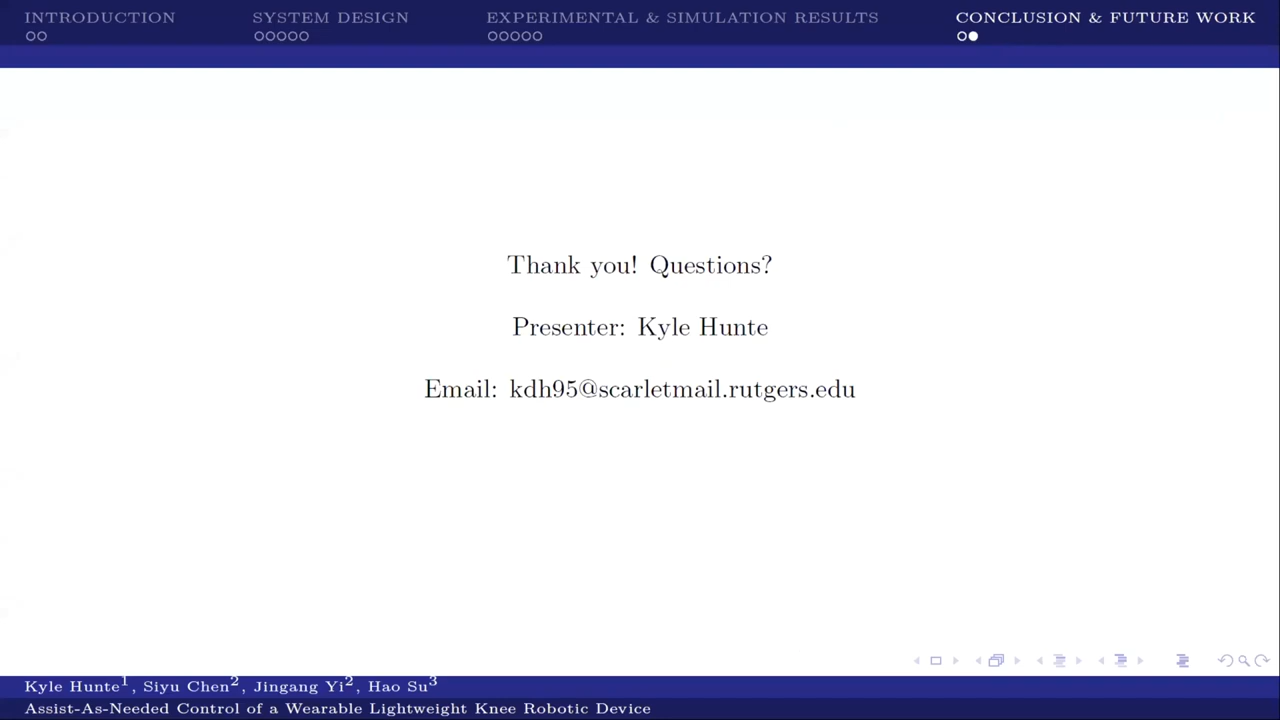 INTRODUCTION SYSTEM DESIGN EXPERIMENTAL & SIMULATION RESULTS CONCLUSION & FUTURE WORK
Thank you! Questions?
Presenter: Kyle Hunte
Email: kdh95@scarletmail.rutgers.edu
Kyle Hunte¹, Siyu Chen², Jingang Yi², Hao Su³
Assist-As-Needed Control of a Wearable Lightweight Knee Robotic Device